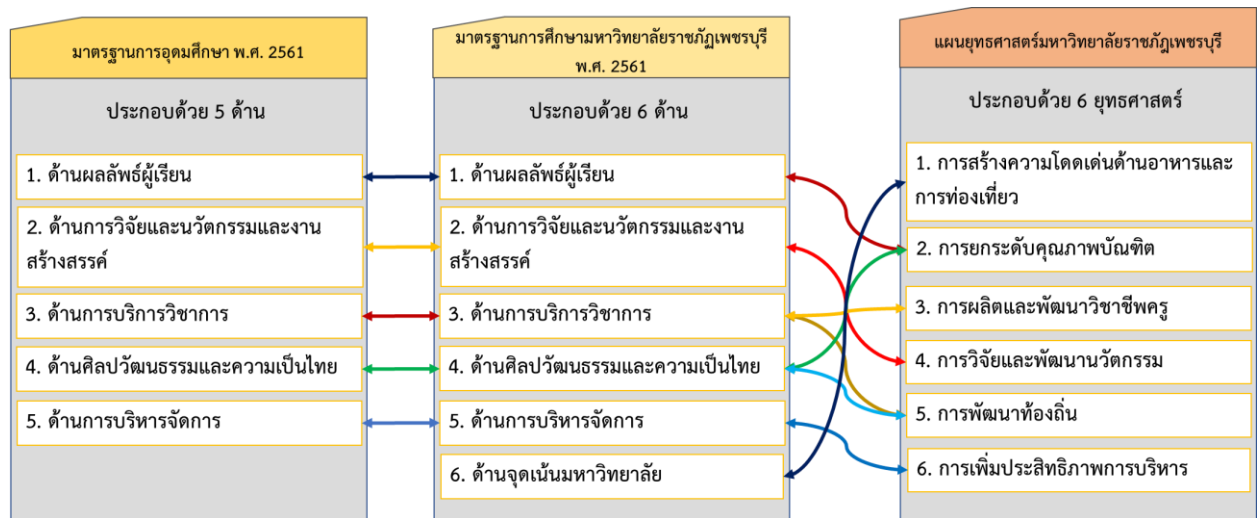 มาตรฐานการอุดมศึกษา พ.ศ. 2561
ประกอบด้วย 5 ด้าน
1. ด้านผลลัพธ์ผู้เรียน
2. ด้านการวิจัยและนวัตกรรมและงาน
สร้างสรรค์
3. ด้านการบริการวิชาการ
4. ด้านศิลปวัฒนธรรมและความเป็นไทย
5. ด้านการบริหารจัดการ
มาตรฐานการศึกษามหาวิทยาลัยราชภัฏเพชรบุรี
พ.ศ. 2561
ประกอบด้วย 6 ด้าน
1. ด้านผลลัพธ์ผู้เรียน
2. ด้านการวิจัยและนวัตกรรมและงาน
สร้างสรรค์
3. ด้านการบริการวิชาการ
4. ด้านศิลปวัฒนธรรมและความเป็นไทย
5. ด้านการบริหารจัดการ
6. ด้านจุดเน้นมหาวิทยาลัย
แผนยุทธศาสตร์มหาวิทยาลัยราชภัฎเพชรบุรี
ประกอบด้วย 6 ยุทธศาสตร์
1. การสร้างความโดดเด่นด้านอาหารและ
การท่องเที่ยว
2. การยกระดับคุณภาพบัณฑิต
3. การผลิตและพัฒนาวิชาชีพครู
4. การวิจัยและพัฒนานวัตกรรม
5. การพัฒนาท้องถิ่น
6. การเพิ่มประสิทธิภาพการบริหาร